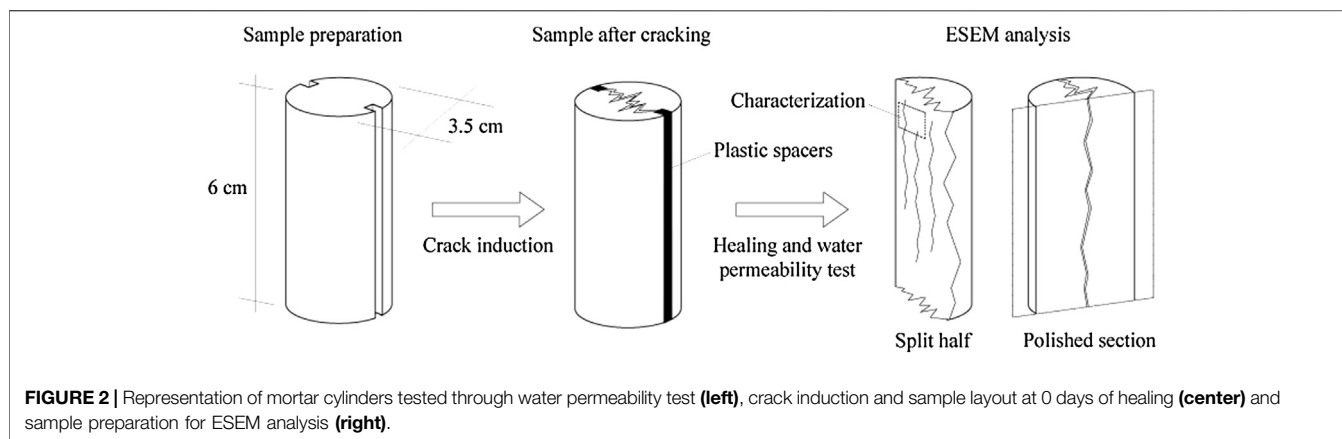 Sample preparation
Sample after cracking
ESEM analysis
Characterization
3.5 cm
Plastic spacers
6 cm
Crack induction
Healing and water
permeability test
Split half
Polished section
FIGURE 2 | Representation of mortar cylinders tested through water permeability test (left), crack induction and sample layout at 0 days of healing (center) and
sample preparation for ESEM analysis (right).